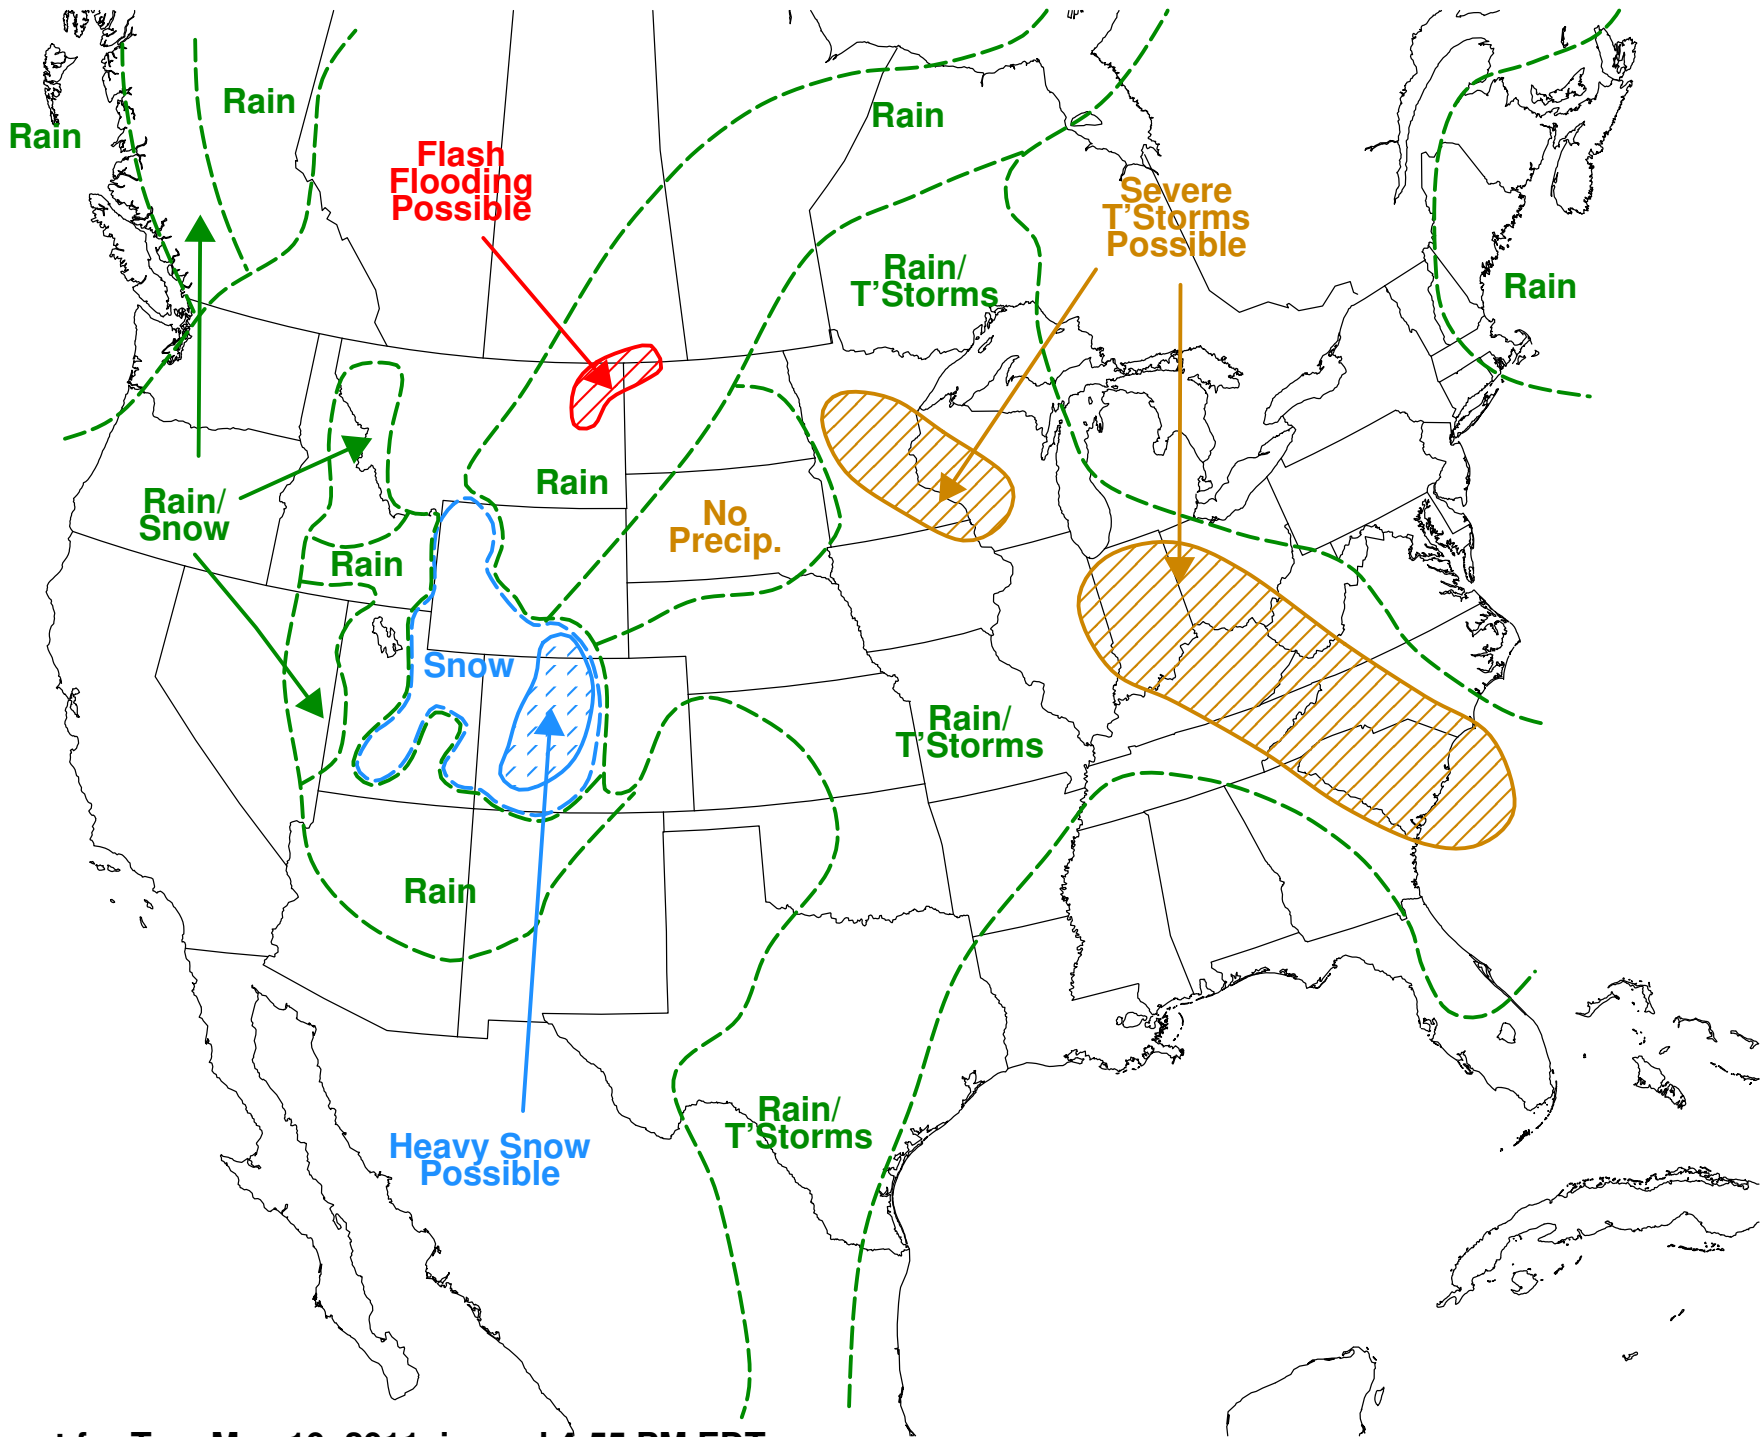 Rain
Rain
Rain
Flash
Flooding
Possible
Severe
T'Storms
Possible
Rain/
T'Storms
Rain
Rain
No
Precip.
Rain/
Snow
Rain
Snow
Rain/
T'Storms
Rain
Rain/
T'Storms
Heavy Snow
Possible